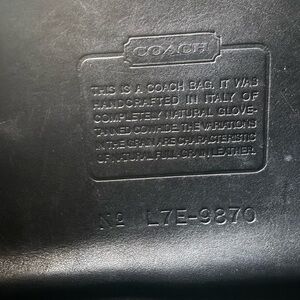 COACH
THIS IS A COACH BAG. IT WAS
HANDCRAFTED IN ITALY OF
COMPLETELY NATURAL GLOVE-
TANNED COWHIDE. THE VARIATIONS
IN THE GRAIN ARE CHARACTERISTIC
OF NATURAL FULL GRAIN LEATHER.
No L7E-9870